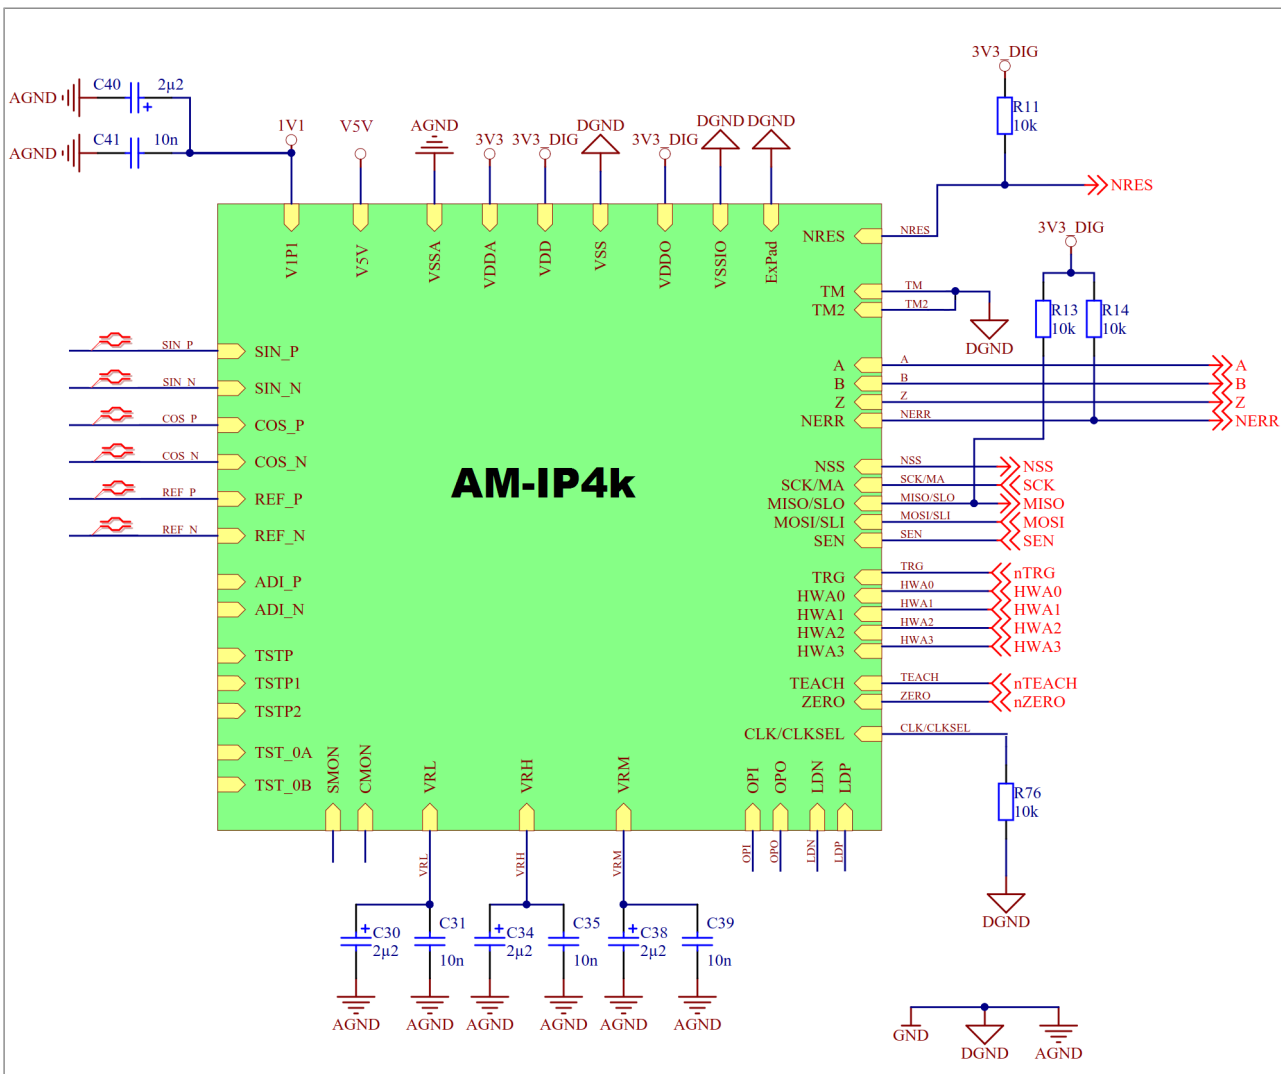 3V3_DIG
C40 2µ2
AGND
R11
10k
C41 10n
AGND
1V1
V5V
AGND
3V3
3V3_DIG
DGND
3V3_DIG
DGND
DGND
NRES
V1P1
V5V
VSSA
VDDA
VDD
VSS
VDDO
VSSIO
ExPad
NRES NRES
3V3_DIG
TM TM
TM2 TM2
DGND
R13
10k
R14
10k
SIN_P SIN_P
SIN_N SIN_N
COS_P COS_P
COS_N COS_N
REF_P REF_P
REF_N REF_N
A A A
B B B
Z Z Z
NERR NERR NERR
AM-IP4k
NSS NSS NSS
SCK/MA SCK/MA SCK
MISO/SLO MISO/SLO MISO
MOSI/SLI MOSI/SLI MOSI
SEN SEN SEN
ADI_P
ADI_N
TRG TRG nTRG
HWA0 HWA0 HWA0
HWA1 HWA1 HWA1
HWA2 HWA2 HWA2
HWA3 HWA3 HWA3
TSTP
TSTP1
TSTP2
TEACH TEACH nTEACH
ZERO ZERO nZERO
CLK/CLKSEL CLK/CLKSEL
TST_0A
TST_0B
SMON
CMON
VRL
VRH
VRM
OPI
OPO
LDN
LDP
R76
10k
VRL
VRH
VRM
OPI
OPO
LDN
LDP
DGND
C30
2µ2
C31
10n
C34
2µ2
C35
10n
C38
2µ2
C39
10n
AGND
AGND
AGND
AGND
AGND
AGND
GND
DGND
AGND